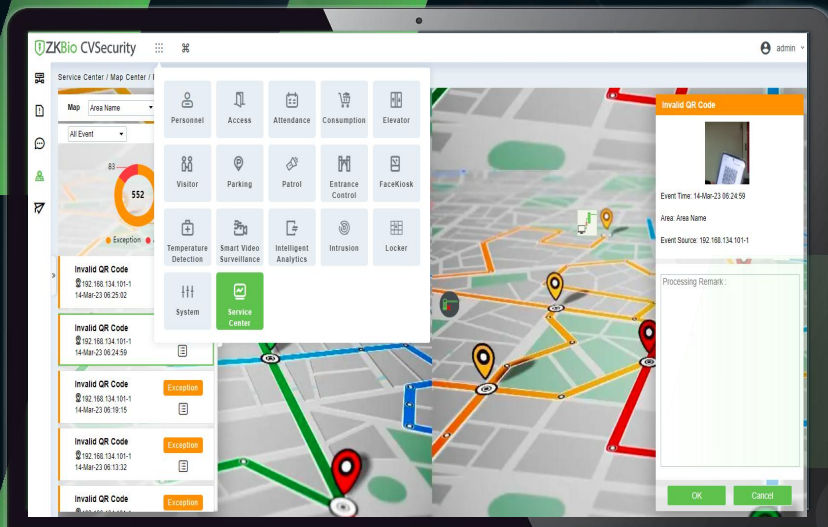 ZKBio CVSecurity
admin
Service Center / Map Center /
Map
Area Name
All Event
83
552
Exception
Personnel
Access
Attendance
Consumption
Elevator
Visitor
Parking
Patrol
Entrance
Control
FaceKiosk
Temperature
Detection
Smart Video
Surveillance
Intelligent
Analytics
Intrusion
Locker
System
Service
Center
Invalid QR Code
192.168.134.101-1
14-Mar-23 06:25:02
Invalid QR Code
192.168.134.101-1
14-Mar-23 06:24:59
Invalid QR Code
Exception
192.168.134.101-1
14-Mar-23 06:19:15
Invalid QR Code
Exception
192.168.134.101-1
14-Mar-23 06:13:32
Invalid QR Code
Exception
Invalid QR Code
Event Time: 14-Mar-23 06:24:59
Area: Area Name
Event Source: 192.168.134.101-1
Processing Remark :
OK
Cancel